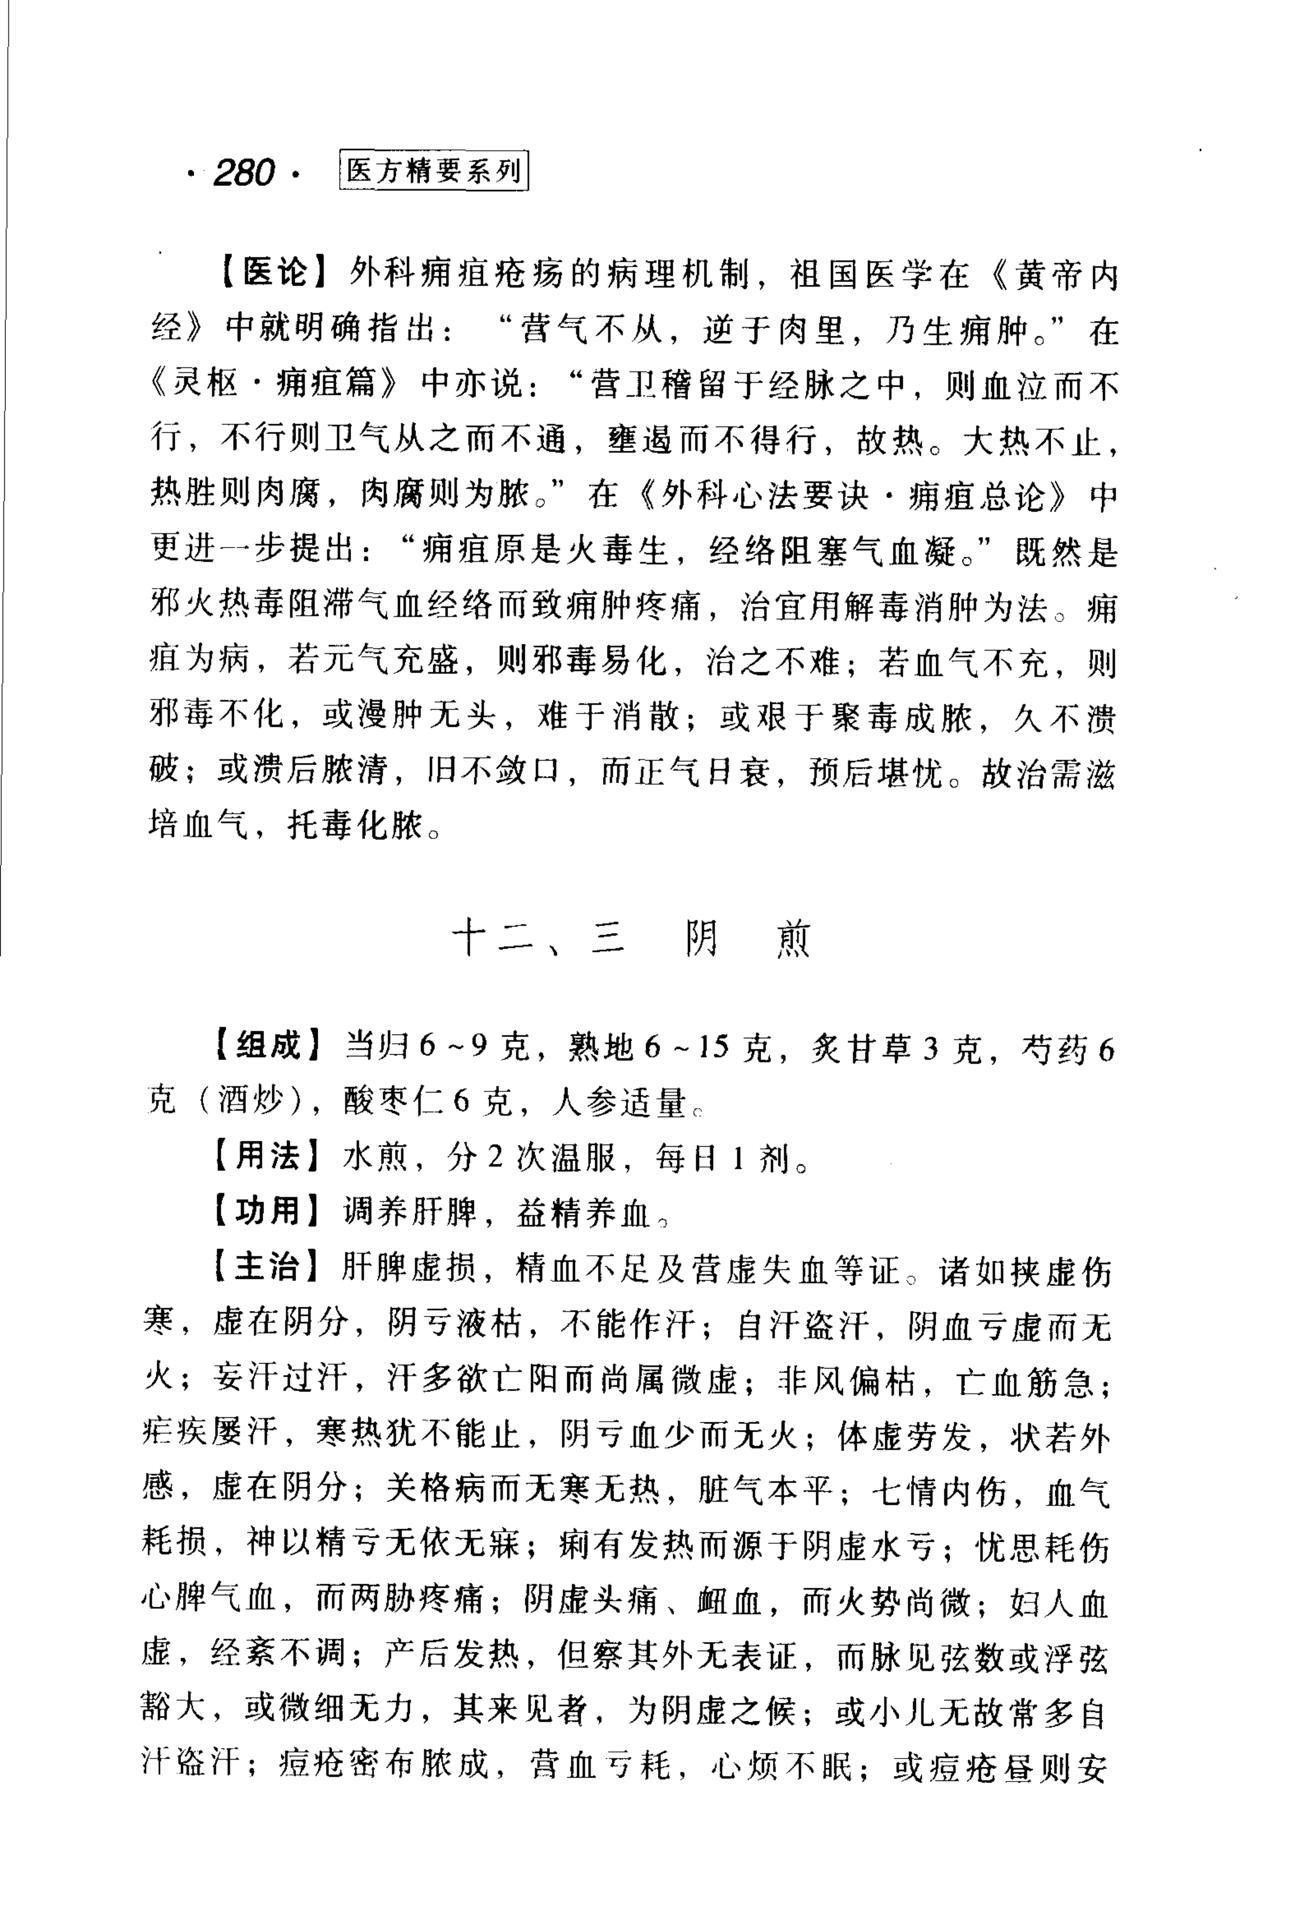 ·280· 医方精要系列
【医论】外科痈疽疮疡的病理机制，祖国医学在《黄帝内
经》中就明确指出：“营气不从，逆于肉里，乃生痈肿。”在
《灵枢·痈疽篇》中亦说：“营卫稽留于经脉之中，则血泣而不
行，不行则卫气从之而不通，壅遏而不得行，故热。大热不止，
热胜则肉腐，肉腐则为脓。”在《外科心法要诀·痈疽总论》中
更进一步提出：“痈疽原是火毒生，经络阻塞气血凝。”既然是
邪火热毒阻滞气血经络而致痈肿疼痛，治宜用解毒消肿为法。痈
疽为病，若元气充盛，则邪毒易化，治之不难；若血气不充，则
邪毒不化，或漫肿无头，难于消散；或艰于聚毒成脓，久不溃
破；或溃后脓清，旧不敛口，而正气日衰，预后堪忧。故治需滋
培血气，托毒化脓。
十二、三 阴 煎
【组成】当归6～9克，熟地6～15克，炙甘草3克，芍药6
克（酒炒），酸枣仁6克，人参适量。
【用法】水煎，分2次温服，每日1剂。
【功用】调养肝脾，益精养血。
【主治】肝脾虚损，精血不足及营虚失血等证。诸如挟虚伤
寒，虚在阴分，阴亏液枯，不能作汗；自汗盗汗，阴血亏虚而无
火；妄汗过汗，汗多欲亡阳而尚属微虚；非风偏枯，亡血筋急；
疟疾屡汗，寒热犹不能止，阴亏血少而无火；体虚劳发，状若外
感，虚在阴分；关格病而无寒无热，脏气本平；七情内伤，血气
耗损，神以精亏无依无寐；痢有发热而源于阴虚水亏；忧思耗伤
心脾气血，而两胁疼痛；阴虚头痛、衄血，而火势尚微；妇人血
虚，经紊不调；产后发热，但察其外无表证，而脉见弦数或浮弦
豁大，或微细无力，其来见者，为阴虚之候；或小儿无故常多自
汗盗汗；痘疮密布脓成，营血亏耗，心烦不眠；或痘疮昼则安